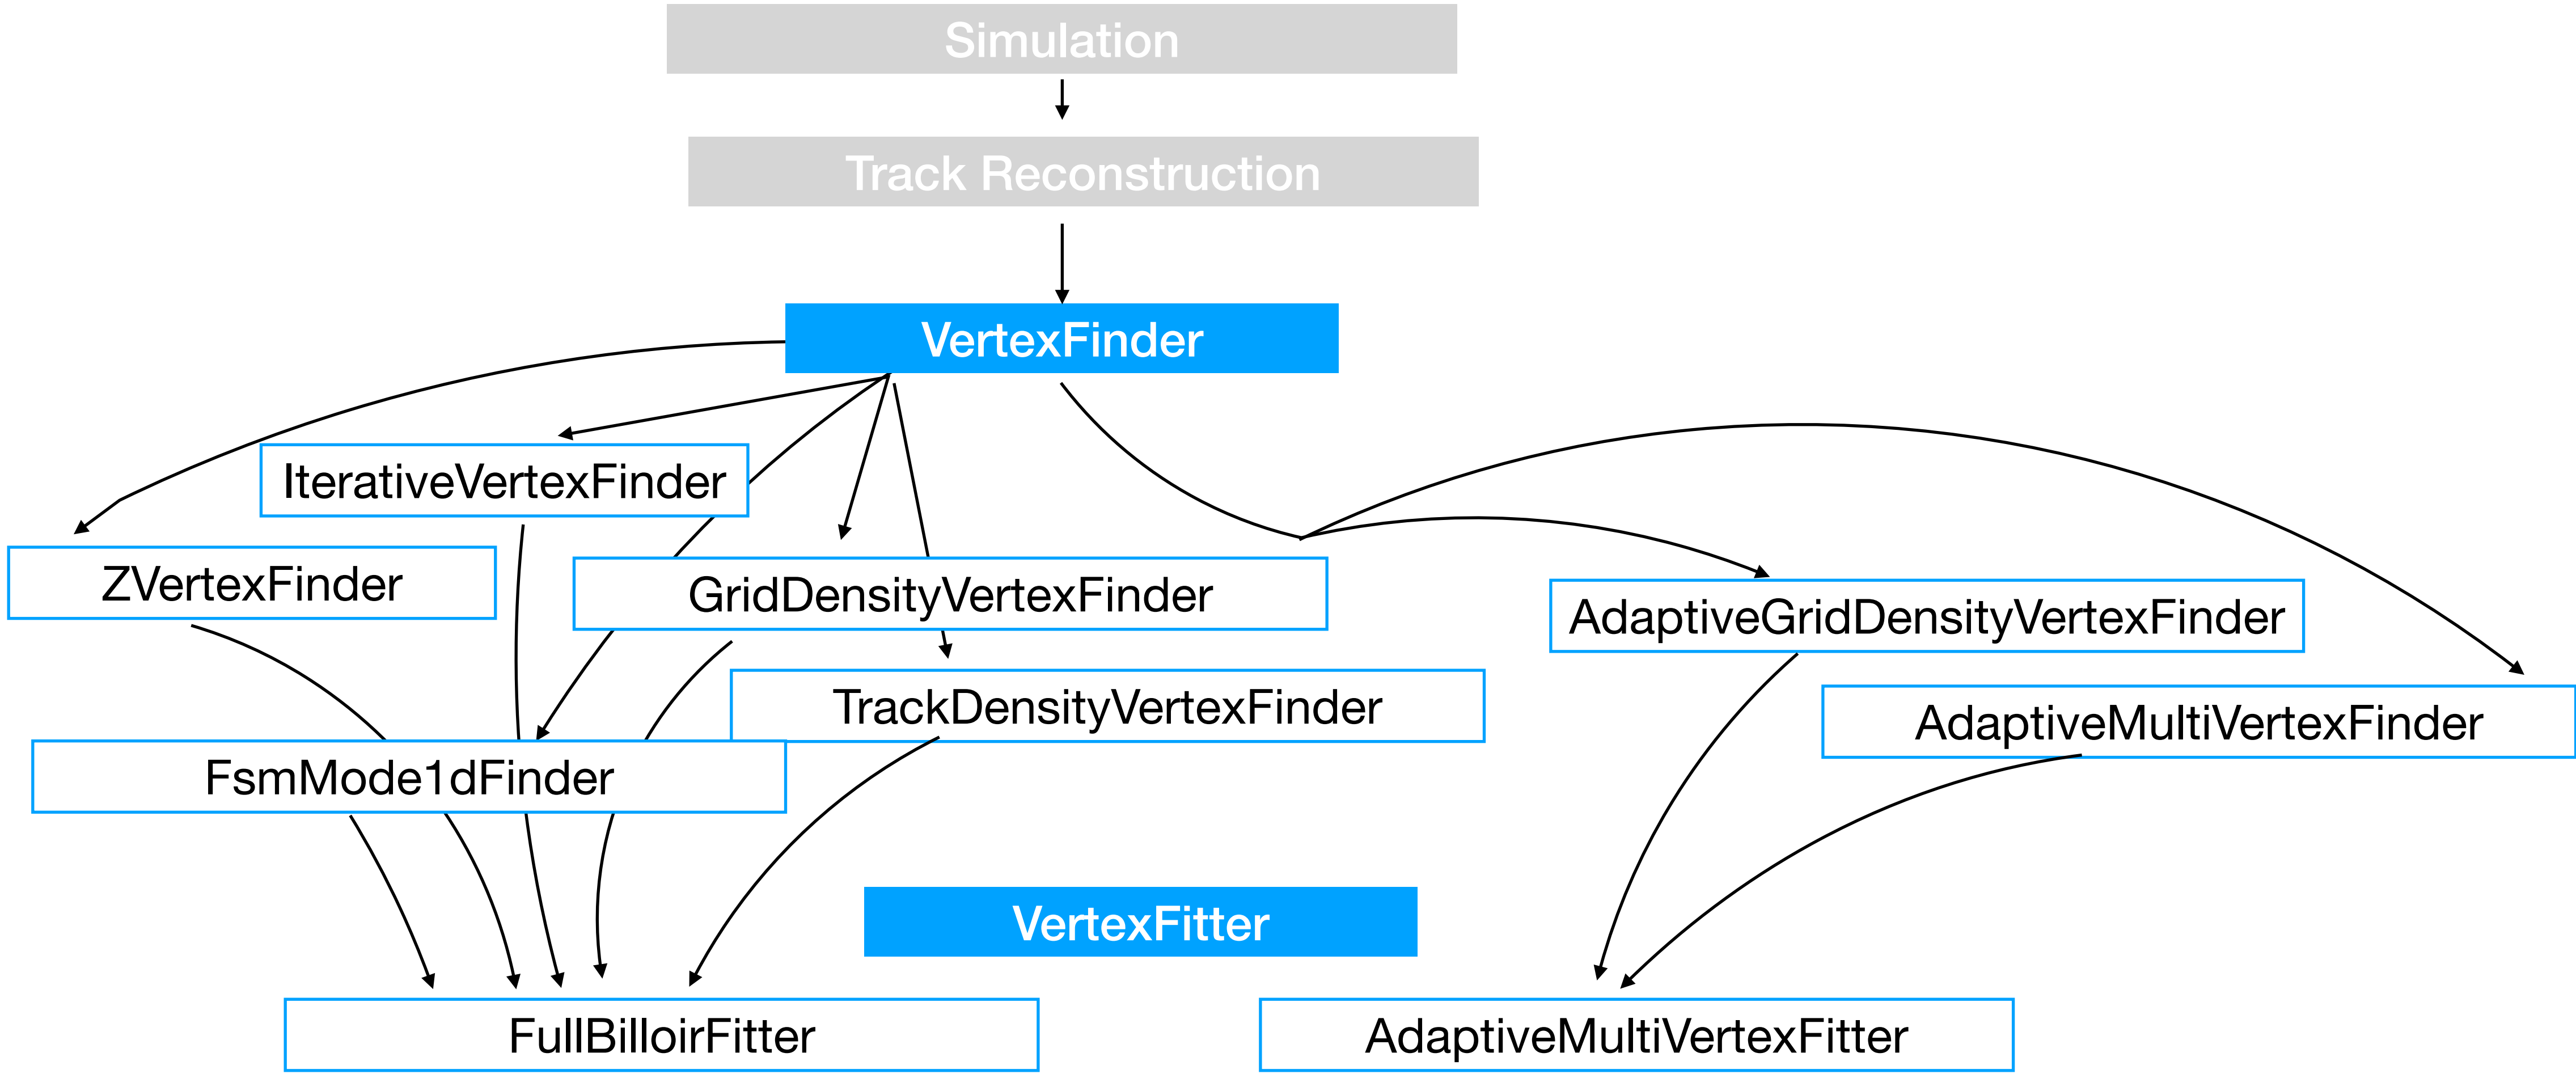 Simulation
Track Reconstruction
VertexFinder
IterativeVertexFinder
ZVertexFinder
GridDensityVertexFinder
AdaptiveGridDensityVertexFinder
TrackDensityVertexFinder
AdaptiveMultiVertexFinder
FsmMode1dFinder
VertexFitter
FullBilloirFitter
AdaptiveMultiVertexFitter